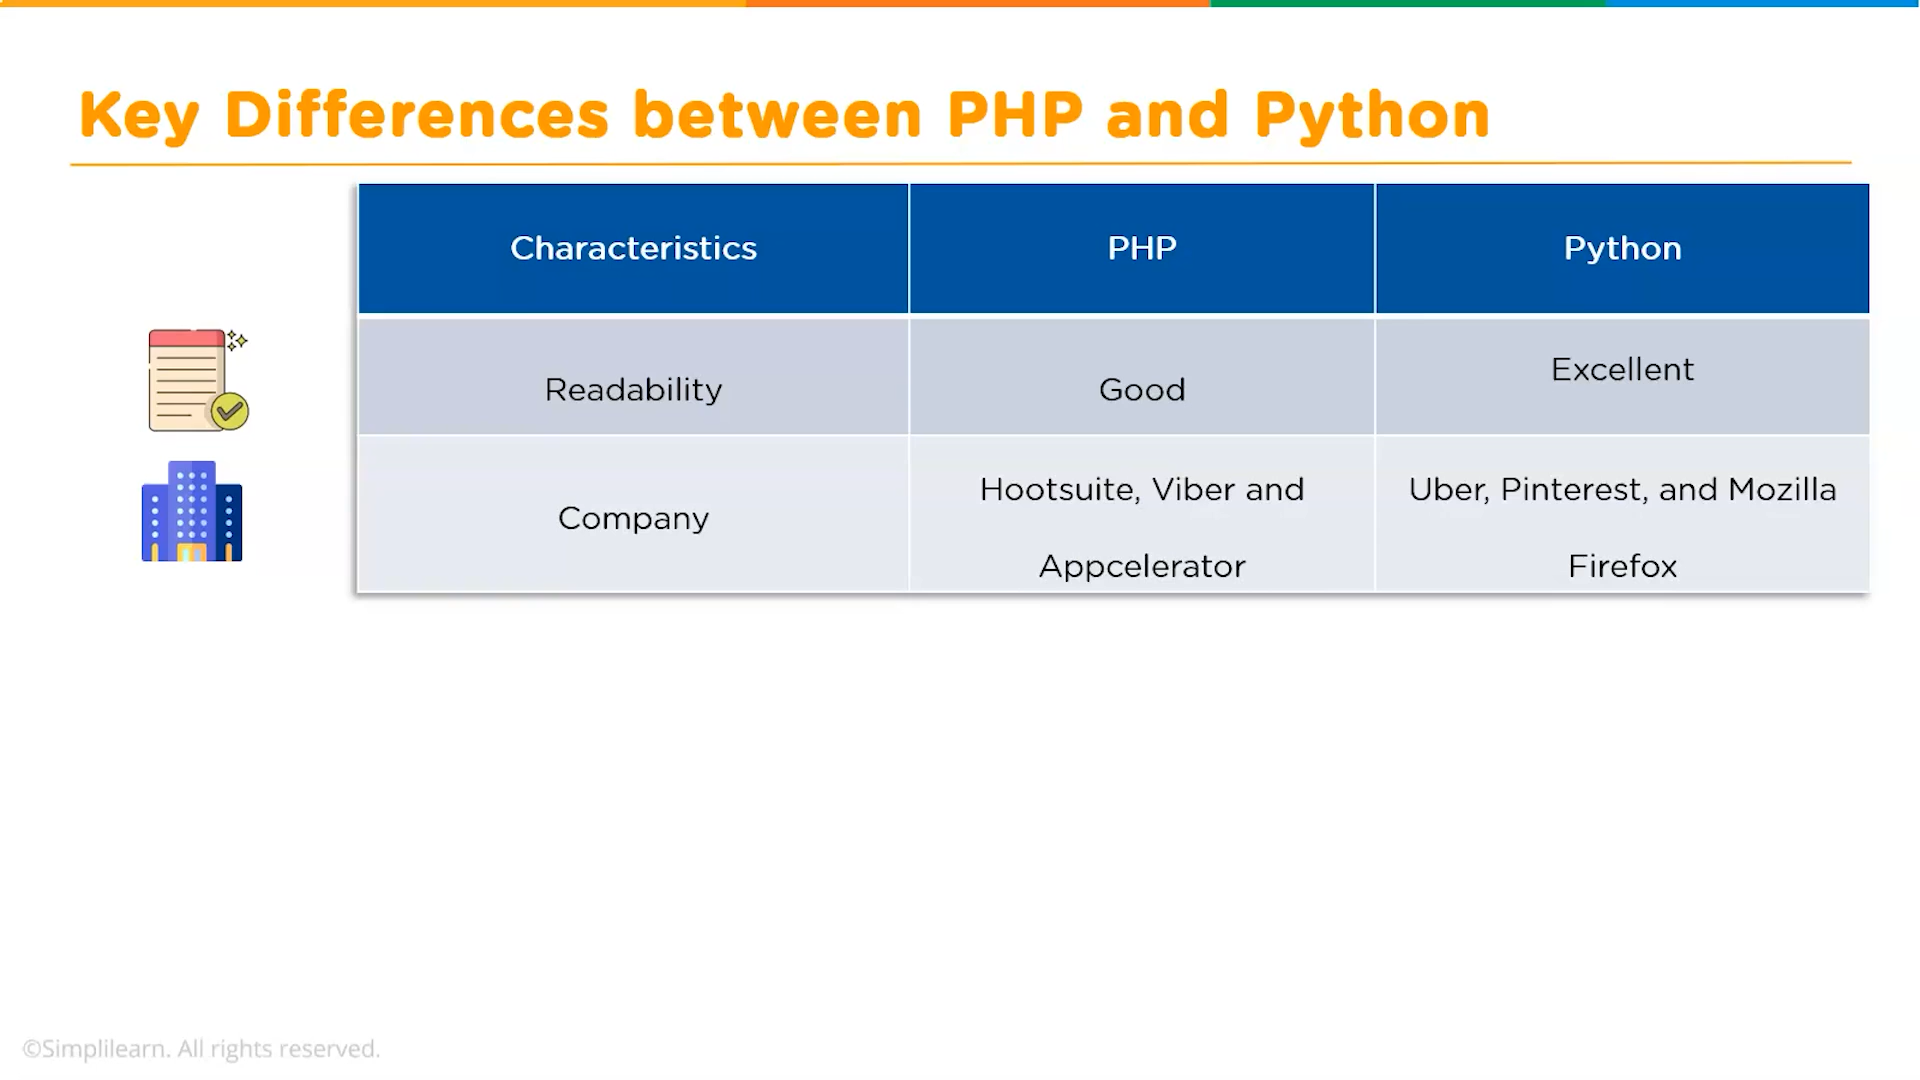 Key Differences between PHP and Python
Characteristics
PHP
Python
Readability
Good
Excellent
Company
Hootsuite, Viber and
Appcelerator
Uber, Pinterest, and Mozilla
Firefox
©Simplilearn. All rights reserved.